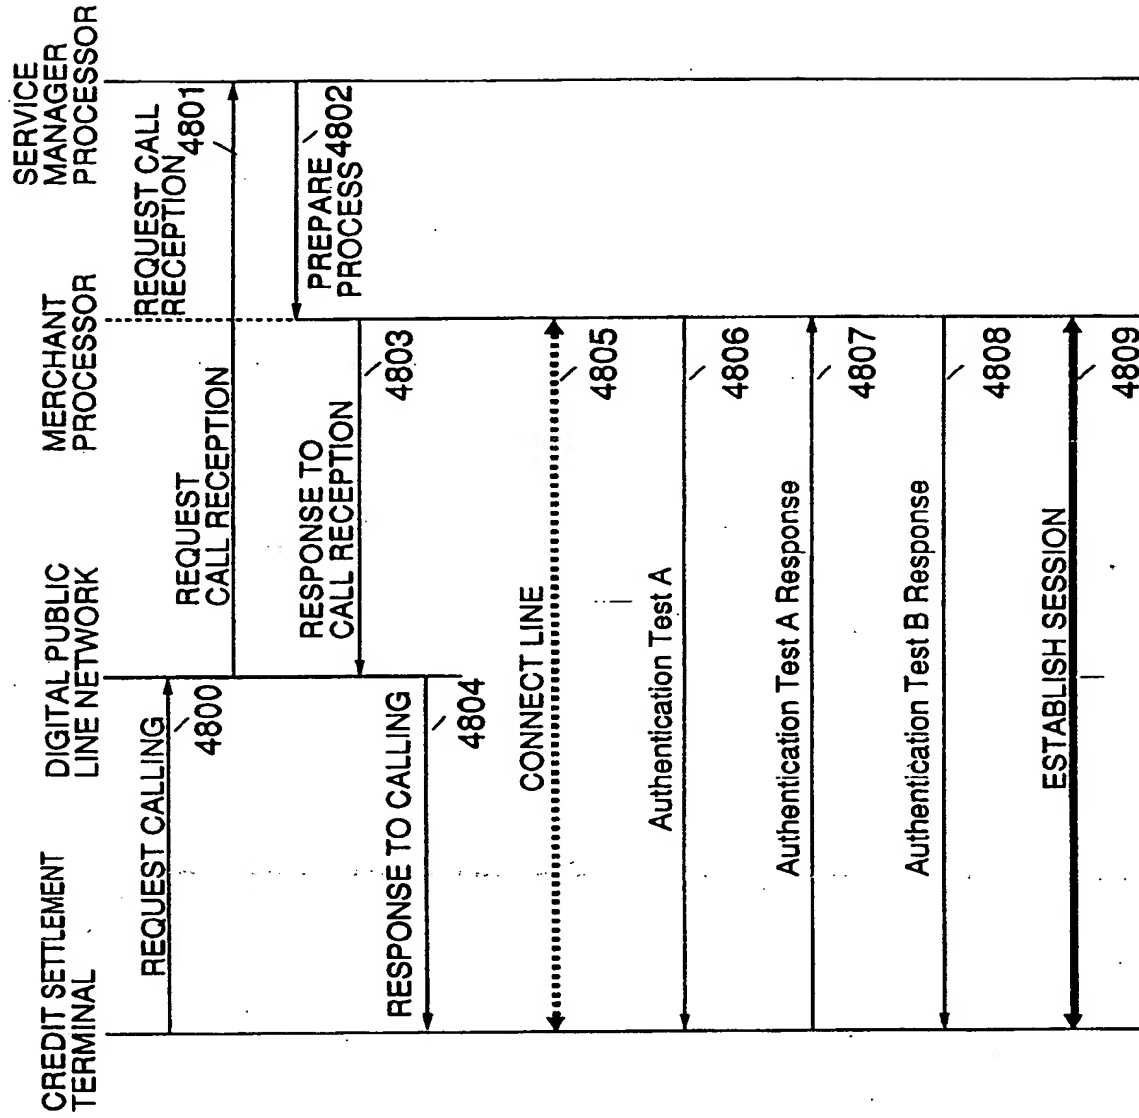 CREDIT SETTLEMENT
TERMINAL
DIGITAL PUBLIC
LINE NETWORK
MERCHANT
PROCESSOR
SERVICE
MANAGER
PROCESSOR
REQUEST CALLING
4800
REQUEST
CALL RECEPTION
REQUEST CALL
RECEPTION
4801
PREPARE
PROCESS
4802
RESPONSE TO
CALL RECEPTION
4803
RESPONSE TO CALLING
4804
CONNECT LINE
4805
Authentication Test A
4806
Authentication Test A Response
4807
Authentication Test B Response
4808
ESTABLISH SESSION
4809